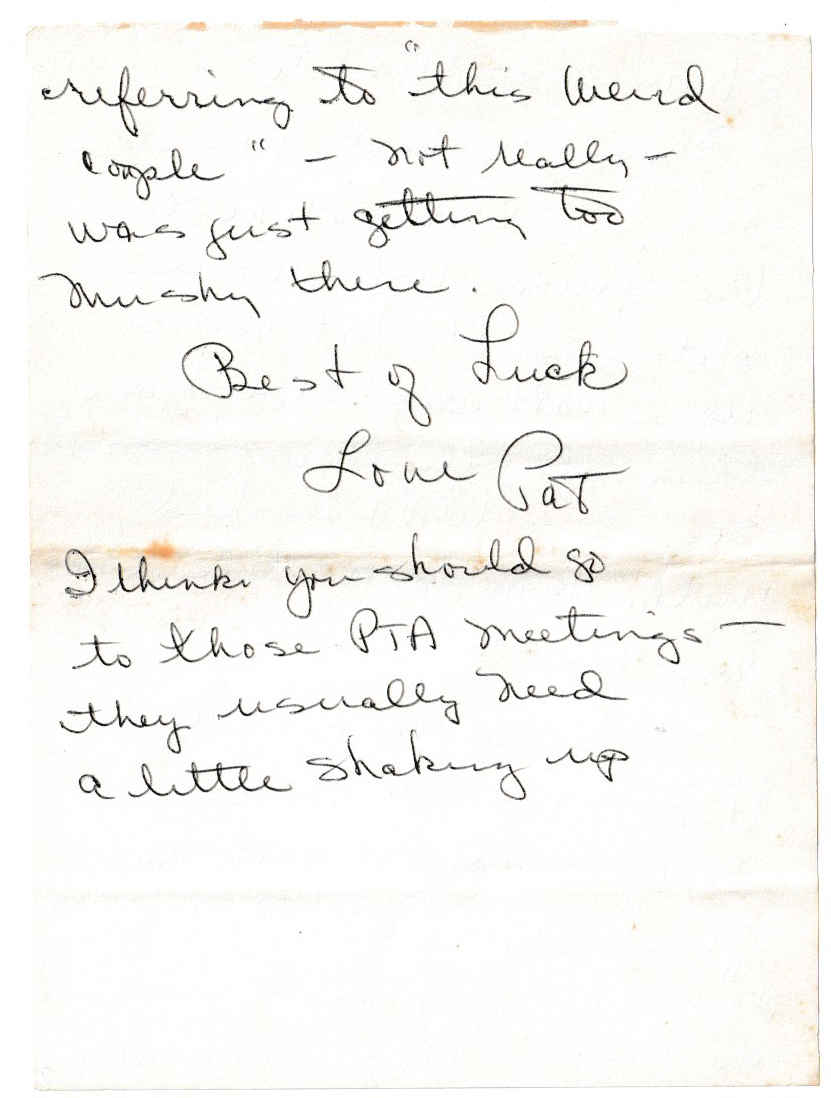 referring to "this weird
couple" – not really –
was just getting too
mushy there.
Best of Luck
Love Pat
I think you should go
to those PTA meetings –
they usually need
a little shaking up